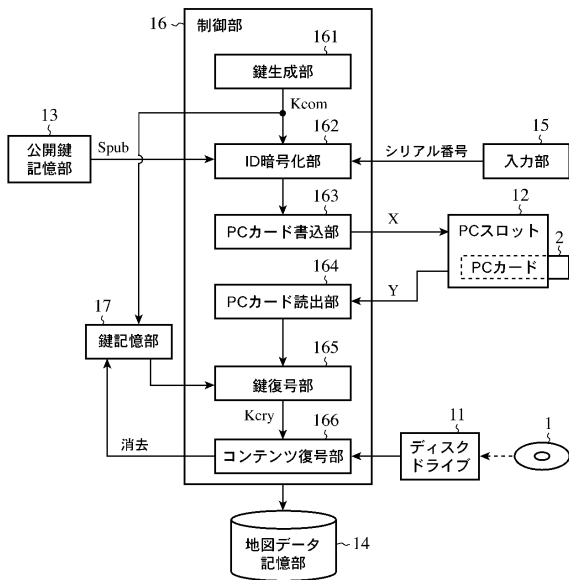 16
制御部
161
鍵生成部
Kcom
13
公開鍵
記憶部
Spub
162
ID暗号化部
シリアル番号
15
入力部
163
PCカード書込部
X
12
PCスロット
2
PCカード
164
PCカード読出部
Y
17
鍵記憶部
165
鍵復号部
Kcry
166
コンテンツ復号部
消去
11
ディスク
ドライブ
1
地図データ
記憶部
14